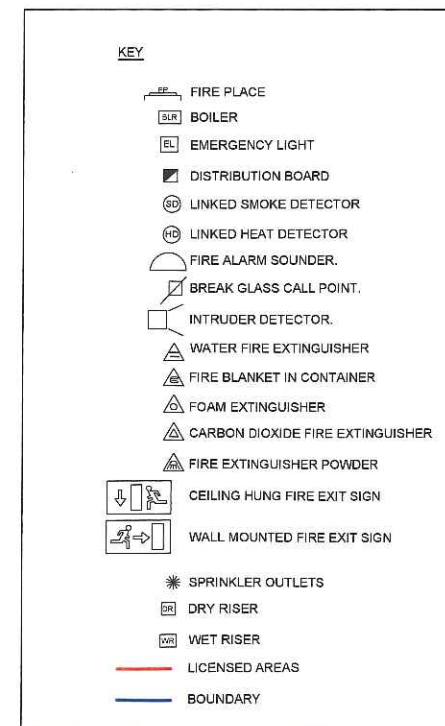 KEY
FP FIRE PLACE
BLR BOILER
EL EMERGENCY LIGHT
DISTRIBUTION BOARD
SD LINKED SMOKE DETECTOR
HD LINKED HEAT DETECTOR
FIRE ALARM SOUNDER.
BREAK GLASS CALL POINT.
INTRUDER DETECTOR.
WATER FIRE EXTINGUISHER
FIRE BLANKET IN CONTAINER
FOAM EXTINGUISHER
CARBON DIOXIDE FIRE EXTINGUISHER
FIRE EXTINGUISHER POWDER
CEILING HUNG FIRE EXIT SIGN
WALL MOUNTED FIRE EXIT SIGN
SPRINKLER OUTLETS
DR DRY RISER
WR WET RISER
LICENSED AREAS
BOUNDARY